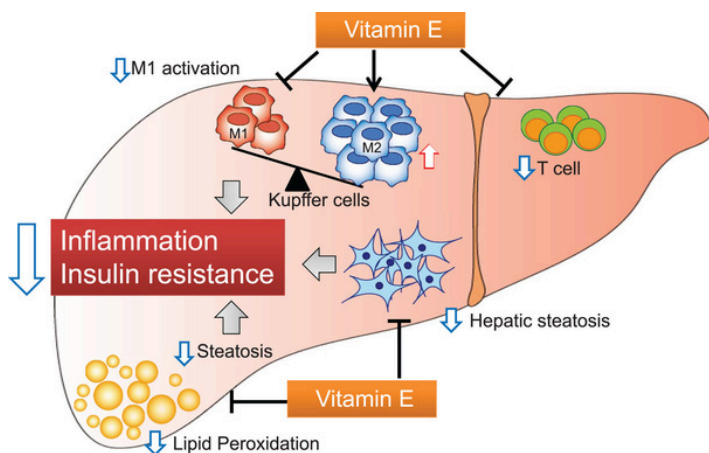 Vitamin E
M1 activation
M1
M2
T cell
Kupffer cells
Inflammation
Insulin resistance
Hepatic steatosis
Steatosis
Vitamin E
Lipid Peroxidation